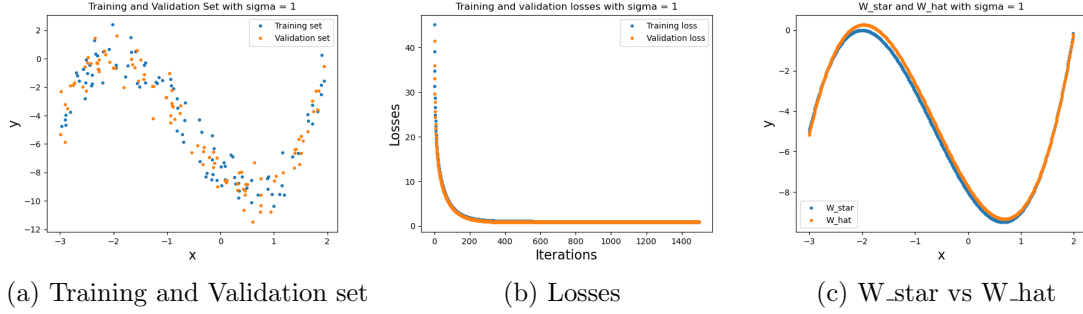 Training and Validation Set with sigma = 1
Training set
Validation set
2
0
−2
−4
−6
−8
−10
−12
y
−3
−2
−1
0
1
2
x
(a) Training and Validation set
Training and validation losses with sigma = 1
Training loss
Validation loss
40
30
20
10
0
Losses
0
200
400
600
800
1000
1200
1400
Iterations
(b) Losses
W_star and W_hat with sigma = 1
0
−2
−4
−6
−8
y
W_star
W_hat
−3
−2
−1
0
1
2
x
(c) W_star vs W_hat